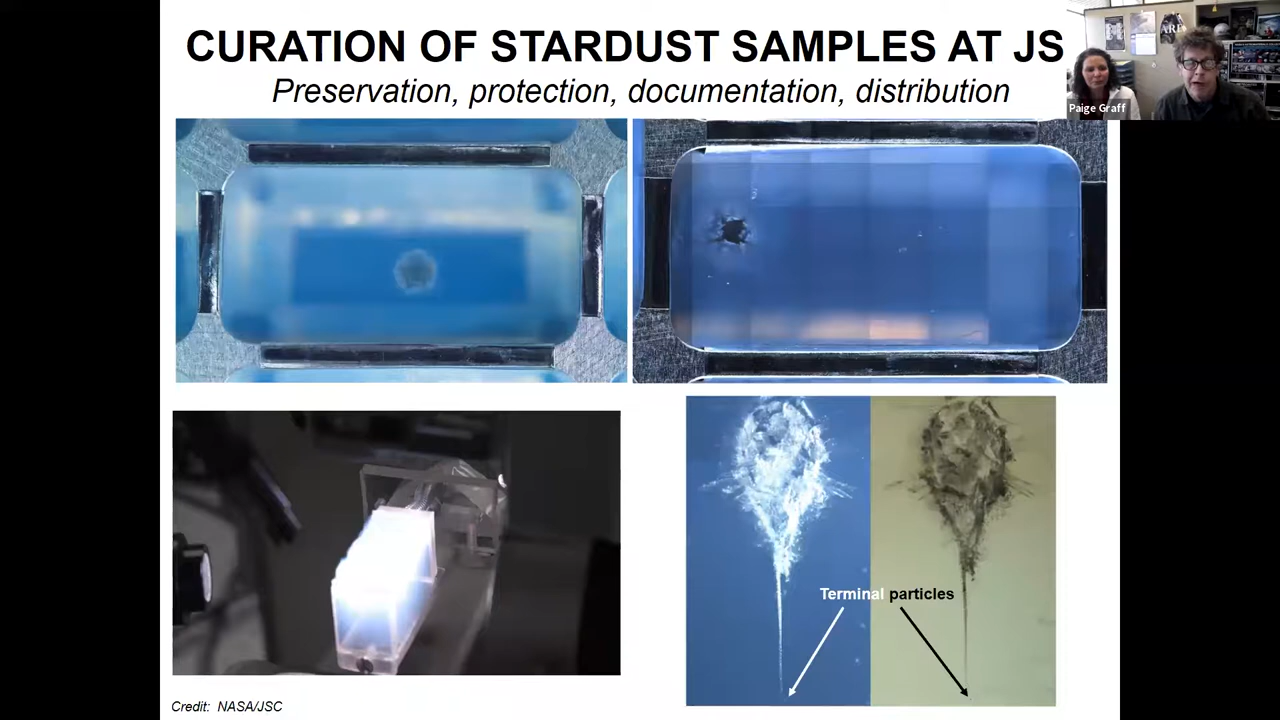 CURATION OF STARDUST SAMPLES AT JS
Preservation, protection, documentation, distribution
Paige Graff
Terminal particles
Credit: NASA/JSC